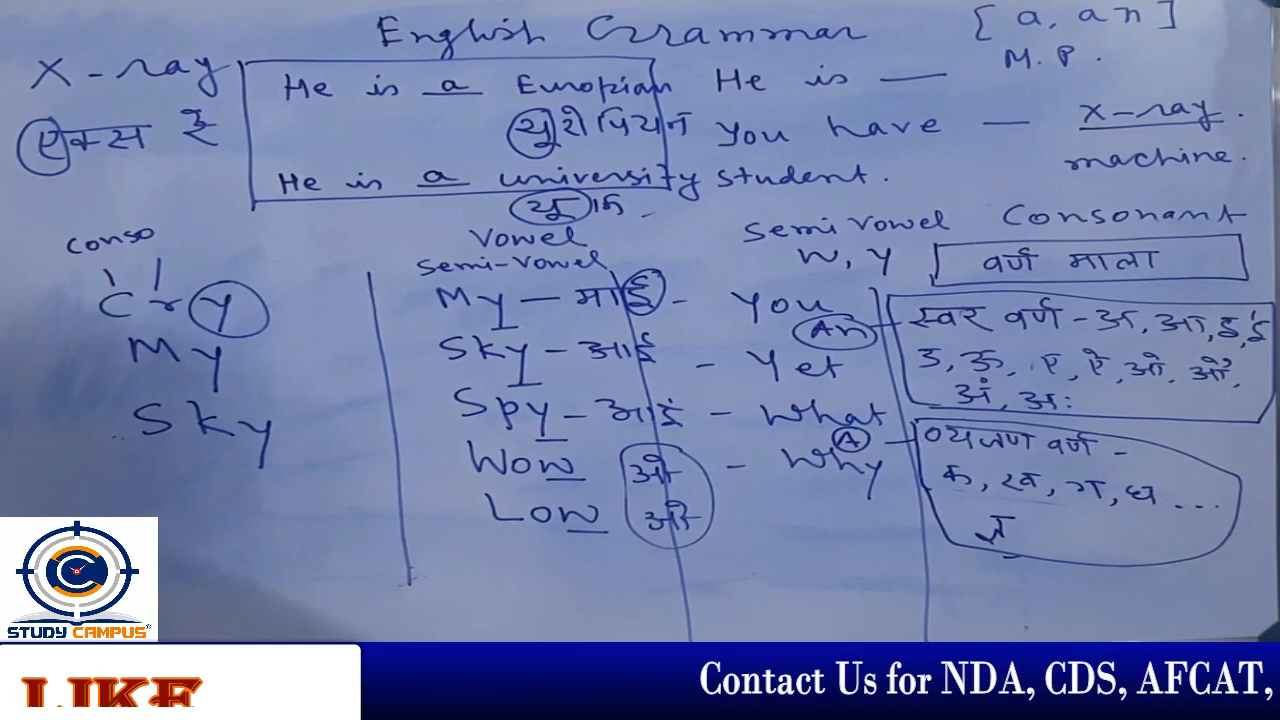 English Grammar [a, an]
X-ray
He is a Europian He is — M.P.
एक्स रे
यूरोपियन You have — x-ray.
machine.
He is a university student.
यू नि
conso
Vowel
Semi-vowel
Semi vowel Consonant
W, Y
वर्ण माला
Cry
My
Sky
My – माई – You
Sky – आई – Yet
Spy – आई – What
Wow ओ – Why
Low ओ
An
स्वर वर्ण – अ, आ, इ, ई
उ, ऊ, ए, ऐ, ओ, औ,
अं, अः
A
व्यजण वर्ण –
क, ख, ग, घ ...
STUDY CAMPUS
LIKE
Contact Us for NDA, CDS, AFCAT,